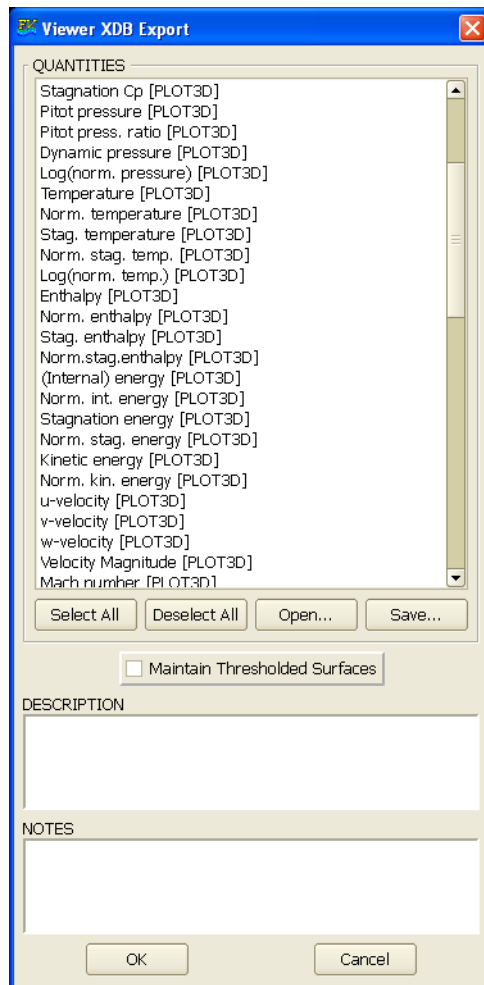 Viewer XDB Export
QUANTITIES
Stagnation Cp [PLOT3D]
Pitot pressure [PLOT3D]
Pitot press. ratio [PLOT3D]
Dynamic pressure [PLOT3D]
Log(norm. pressure) [PLOT3D]
Temperature [PLOT3D]
Norm. temperature [PLOT3D]
Stag. temperature [PLOT3D]
Norm. stag. temp. [PLOT3D]
Log(norm. temp.) [PLOT3D]
Enthalpy [PLOT3D]
Norm. enthalpy [PLOT3D]
Stag. enthalpy [PLOT3D]
Norm.stag.enthalpy [PLOT3D]
(Internal) energy [PLOT3D]
Norm. int. energy [PLOT3D]
Stagnation energy [PLOT3D]
Norm. stag. energy [PLOT3D]
Kinetic energy [PLOT3D]
Norm. kin. energy [PLOT3D]
u-velocity [PLOT3D]
v-velocity [PLOT3D]
w-velocity [PLOT3D]
Velocity Magnitude [PLOT3D]
Mach number [PLOT3D]
Select All Deselect All Open... Save...
Maintain Thresholded Surfaces
DESCRIPTION
NOTES
OK Cancel